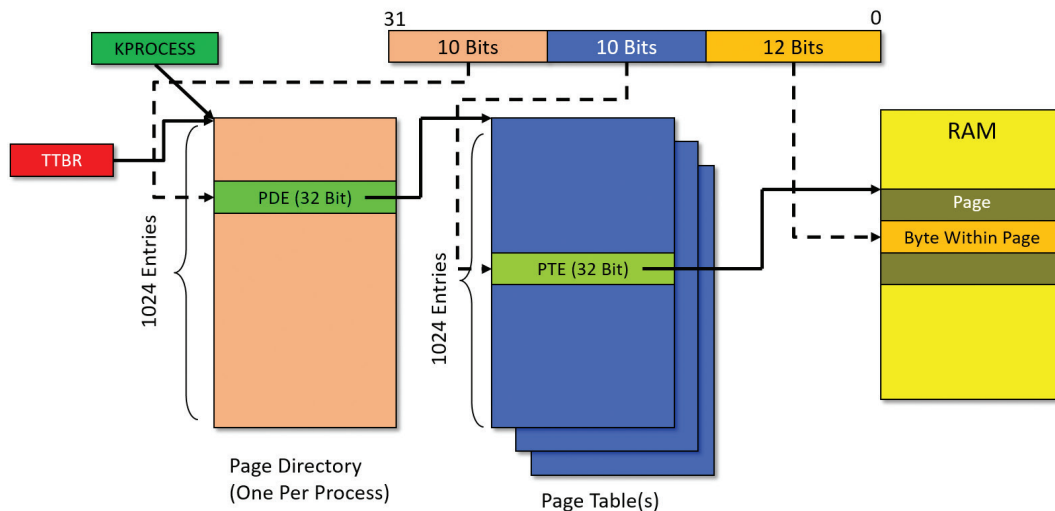 31
0
KPROCESS
10 Bits
10 Bits
12 Bits
TTBR
RAM
PDE (32 Bit)
Page
Byte Within Page
PTE (32 Bit)
1024 Entries
1024 Entries
Page Directory
(One Per Process)
Page Table(s)